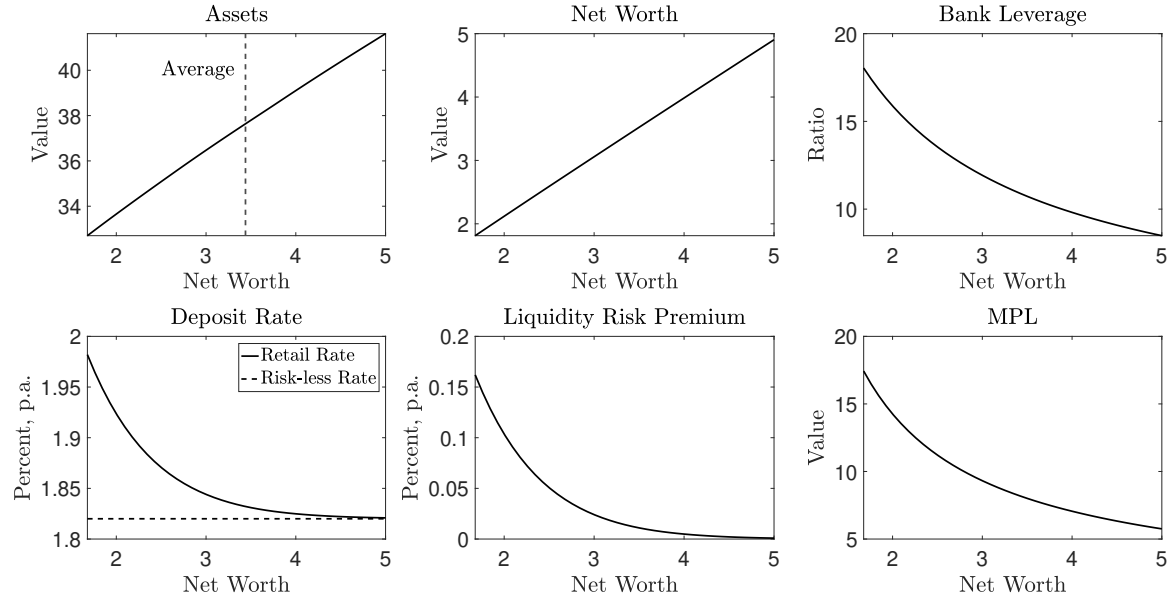 Assets
Average
Value
40
38
36
34
2
3
4
5
Net Worth
Net Worth
Value
5
4
3
2
2
3
4
5
Net Worth
Bank Leverage
Ratio
20
15
10
2
3
4
5
Net Worth
Deposit Rate
Retail Rate
Risk-less Rate
Percent, p.a.
2
1.95
1.9
1.85
1.8
2
3
4
5
Net Worth
Liquidity Risk Premium
Percent, p.a.
0.2
0.15
0.1
0.05
0
2
3
4
5
Net Worth
MPL
Value
20
15
10
5
2
3
4
5
Net Worth